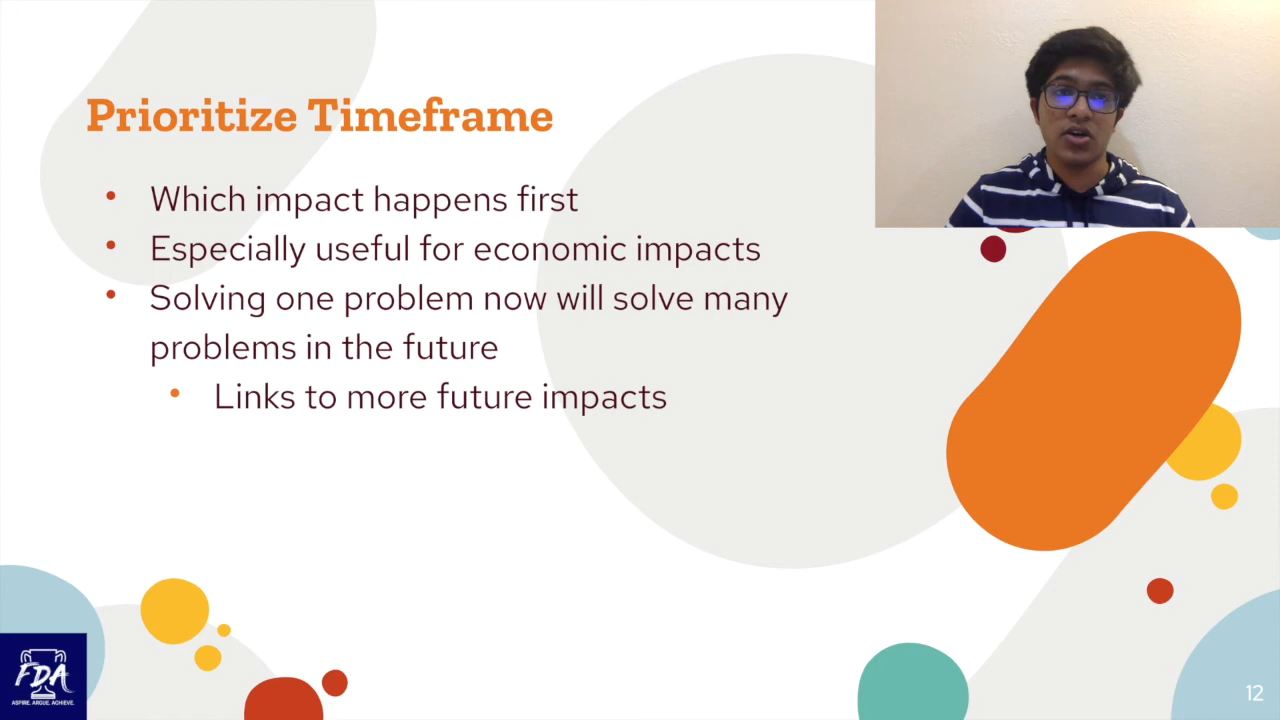 Prioritize Timeframe
• Which impact happens first
• Especially useful for economic impacts
• Solving one problem now will solve many
problems in the future
• Links to more future impacts
FDA
ASPIRE. ARGUE. ACHIEVE.
12